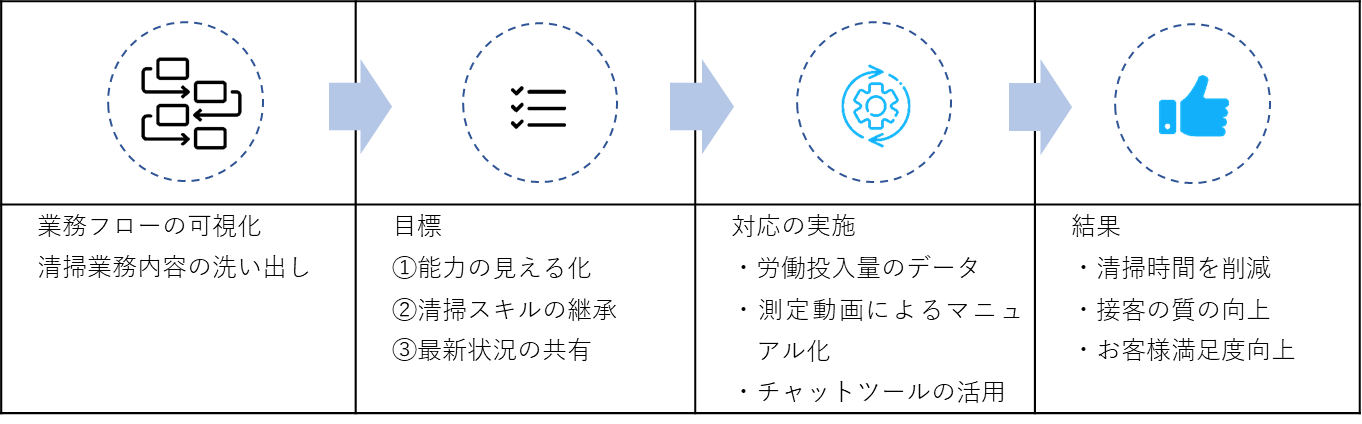 業務フローの可視化
清掃業務内容の洗い出し
目標
①能力の見える化
②清掃スキルの継承
③最新状況の共有
対応の実施
・労働投入量のデータ
・測定動画によるマニュ
アル化
・チャットツールの活用
結果
・清掃時間を削減
・接客の質の向上
・お客様満足度向上